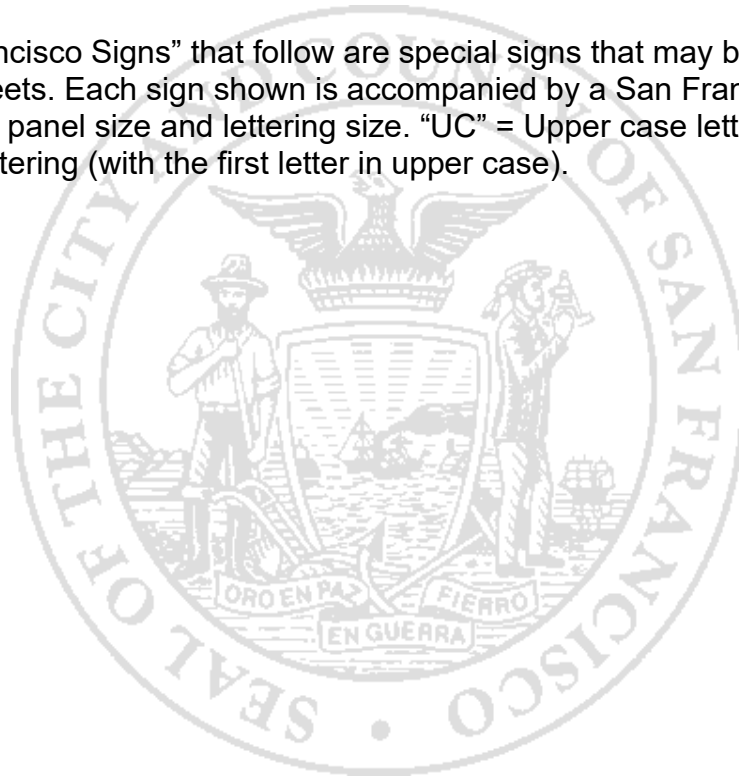 ncisco Signs” that follow are special signs that may b
eets. Each sign shown is accompanied by a San Fran
panel size and lettering size. “UC” = Upper case lett
tering (with the first letter in upper case).
SEAL OF THE CITY AND COUNTY OF SAN FRANCISCO
ORO EN PAZ
FIERRO
EN GUERRA